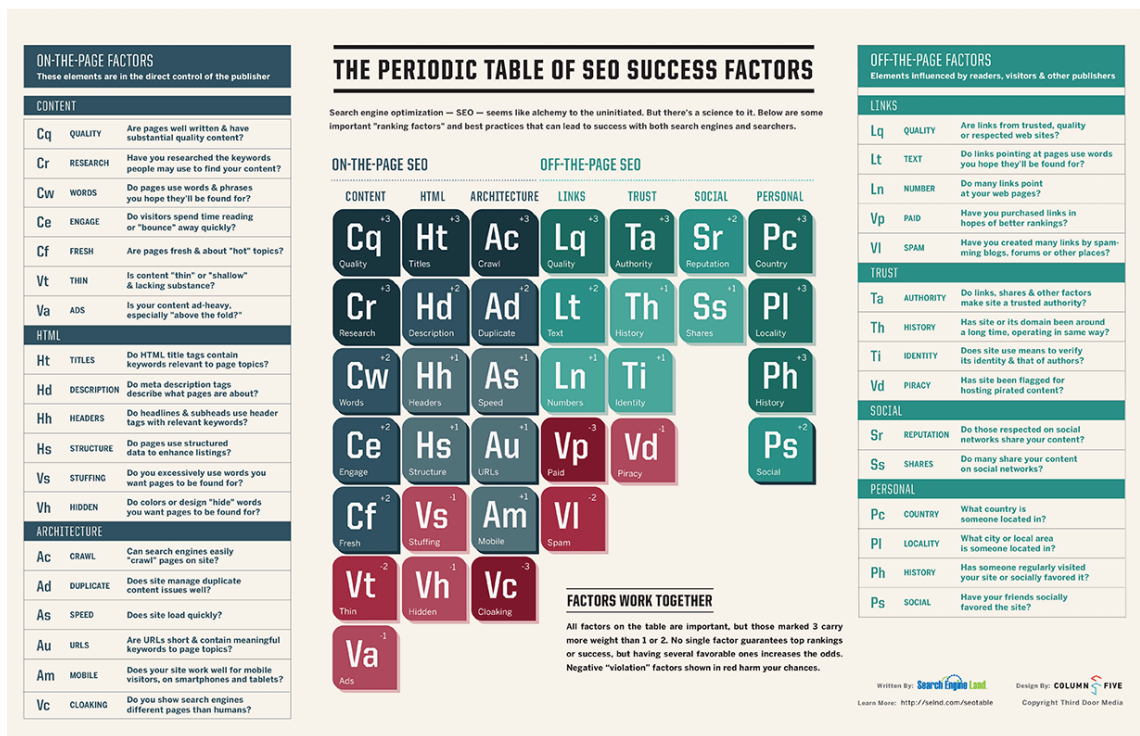 ON-THE-PAGE FACTORS
These elements are in the direct control of the publisher
CONTENT
Cq QUALITY Are pages well written & have
substantial quality content?
Cr RESEARCH Have you researched the keywords
people may use to find your content?
Cw WORDS Do pages use words & phrases
you hope they'll be found for?
Ce ENGAGE Do visitors spend time reading
or "bounce" away quickly?
Cf FRESH Are pages fresh & about "hot" topics?
Vt THIN Is content "thin" or "shallow"
& lacking substance?
Va ADS Is your content ad-heavy,
especially "above the fold?"
HTML
Ht TITLES Do HTML title tags contain
keywords relevant to page topics?
Hd DESCRIPTION Do meta description tags
describe what pages are about?
Hh HEADERS Do headlines & subheads use header
tags with relevant keywords?
Hs STRUCTURE Do pages use structured
data to enhance listings?
Vs STUFFING Do you excessively use words you
want pages to be found for?
Vh HIDDEN Do colors or design "hide" words
you want pages to be found for?
ARCHITECTURE
Ac CRAWL Can search engines easily
"crawl" pages on site?
Ad DUPLICATE Does site manage duplicate
content issues well?
As SPEED Does site load quickly?
Au URLS Are URLs short & contain meaningful
keywords to page topics?
Am MOBILE Does your site work well for mobile
visitors, on smartphones and tablets?
Vc CLOAKING Do you show search engines
different pages than humans?
THE PERIODIC TABLE OF SEO SUCCESS FACTORS
Search engine optimization — SEO — seems like alchemy to the uninitiated. But there's a science to it. Below are some
important "ranking factors" and best practices that can lead to success with both search engines and searchers.
ON-THE-PAGE SEO OFF-THE-PAGE SEO
CONTENT HTML ARCHITECTURE LINKS TRUST SOCIAL PERSONAL
+3 +3 +3 +3 +3 +2 +3
Cq Ht Ac Lq Ta Sr Pc
Quality Titles Crawl Quality Authority Reputation Country
+3 +2 +2 +2 +1 +1 +3
Cr Hd Ad Lt Th Ss Pl
Research Description Duplicate Text History Shares Locality
+2 +1 +1 +1 +1 +3
Cw Hh As Ln Ti Ph
Words Headers Speed Numbers Identity History
+2 +1 +1 -3 -1 +2
Ce Hs Au Vp Vd Ps
Engage Structure URLs Paid Piracy Social
+2 -1 +1 -2
Cf Vs Am Vl
Fresh Stuffing Mobile Spam
-2 -1 -3
Vt Vh Vc
Thin Hidden Cloaking
-1
Va
Ads
FACTORS WORK TOGETHER
All factors on the table are important, but those marked 3 carry
more weight than 1 or 2. No single factor guarantees top rankings
or success, but having several favorable ones increases the odds.
Negative "violation" factors shown in red harm your chances.
OFF-THE-PAGE FACTORS
Elements influenced by readers, visitors & other publishers
LINKS
Lq QUALITY Are links from trusted, quality
or respected web sites?
Lt TEXT Do links pointing at pages use words
you hope they'll be found for?
Ln NUMBER Do many links point
at your web pages?
Vp PAID Have you purchased links in
hopes of better rankings?
Vl SPAM Have you created many links by spam-
ming blogs, forums or other places?
TRUST
Ta AUTHORITY Do links, shares & other factors
make site a trusted authority?
Th HISTORY Has site or its domain been around
a long time, operating in same way?
Ti IDENTITY Does site use means to verify
its identity & that of authors?
Vd PIRACY Has site been flagged for
hosting pirated content?
SOCIAL
Sr REPUTATION Do those respected on social
networks share your content?
Ss SHARES Do many share your content
on social networks?
PERSONAL
Pc COUNTRY What country is
someone located in?
Pl LOCALITY What city or local area
is someone located in?
Ph HISTORY Has someone regularly visited
your site or socially favored it?
Ps SOCIAL Have your friends socially
favored the site?
Written By: Search Engine Land Design By: COLUMN FIVE
Learn More: http://selnd.com/seotable Copyright Third Door Media